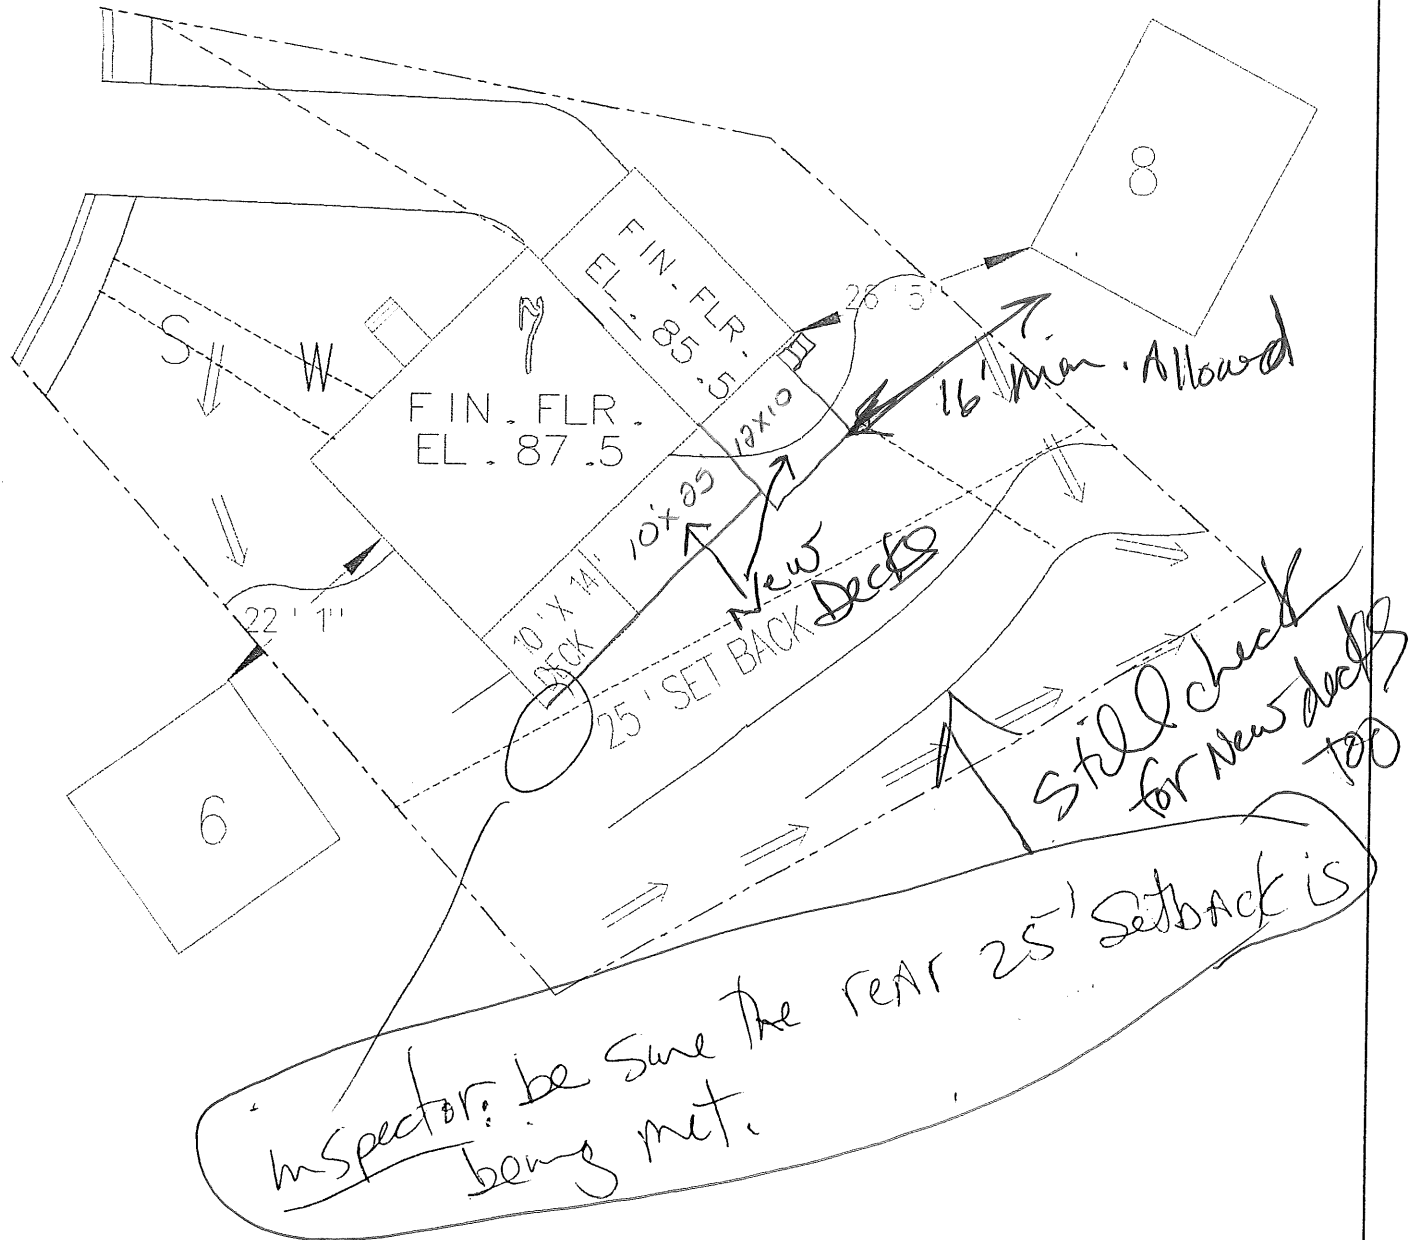 8
26'5"
FIN. FLR.
EL. 85.5
7
S
W
16' min. Allowed
FIN. FLR.
EL. 87.5
12x10
10'x25
New
Decks
10' X 14'
DECK
25' SET BACK
22' 1"
6
Still check
for New decks
too
Inspector: be sure the reAr 25' SetbAck is
being met.